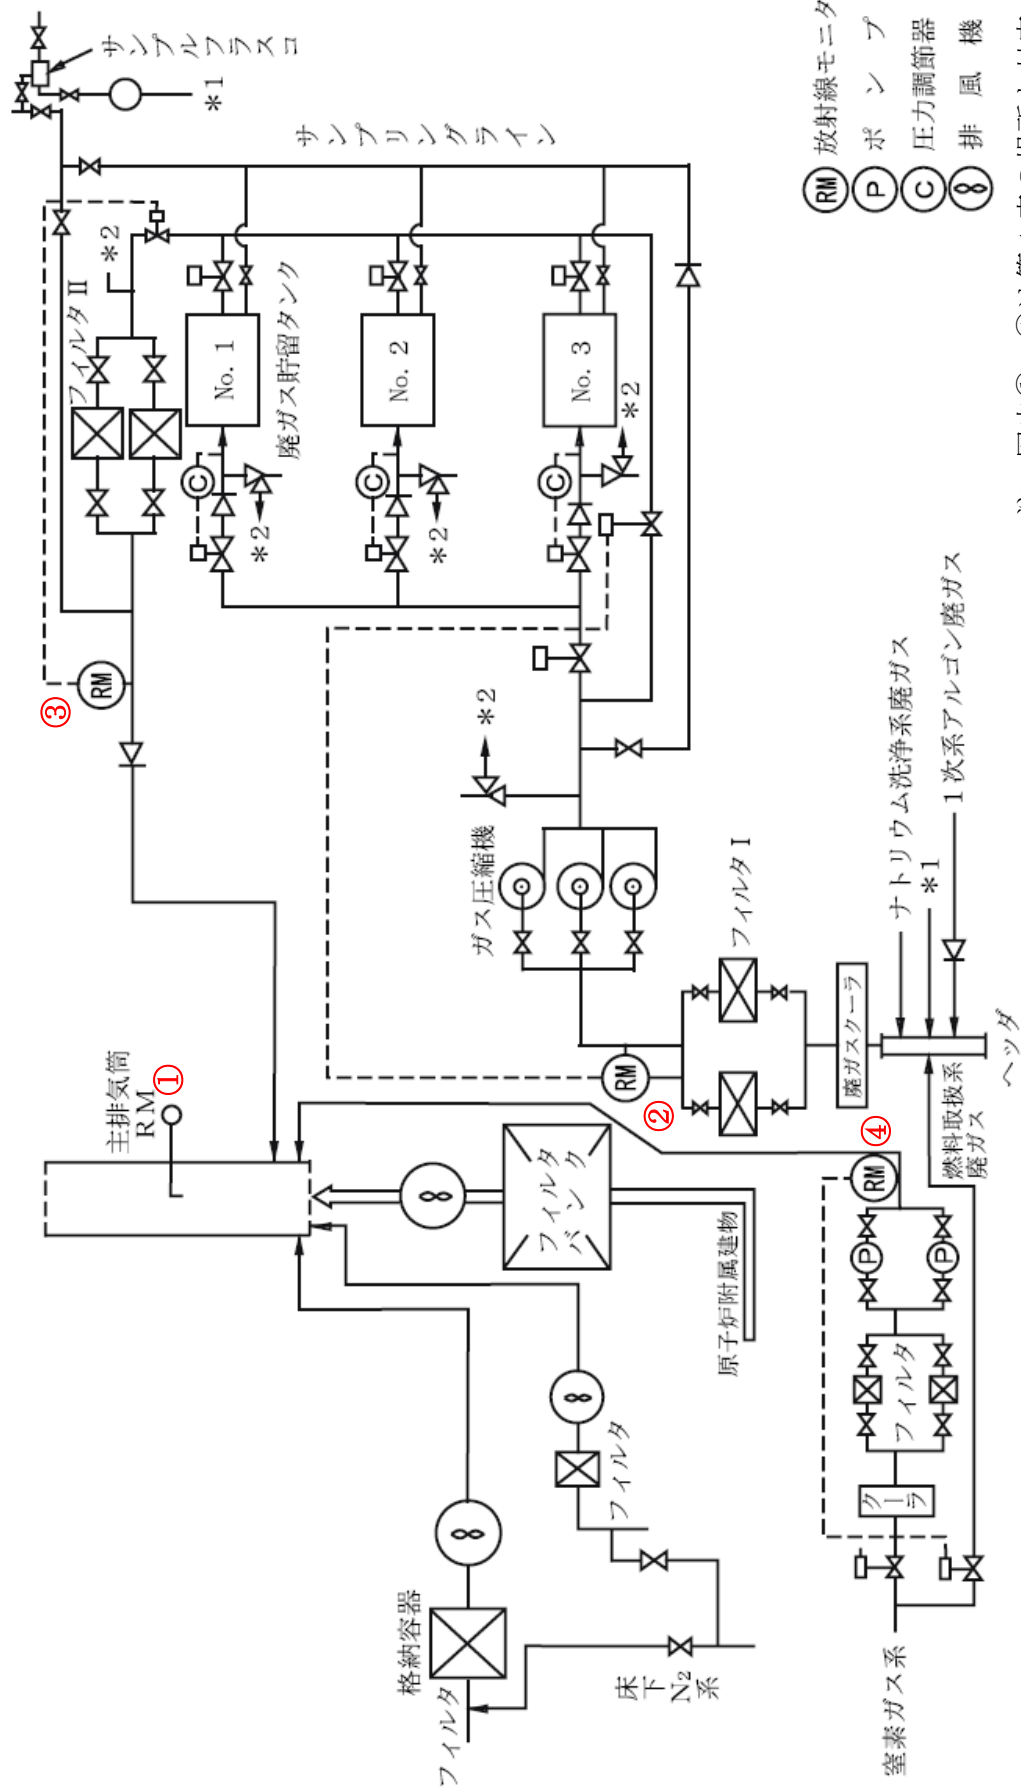 主排気筒
RM
①
③
RM
フィルタⅡ
*2
サンプルフラスコ
*1
サンプリングライン
No. 1
廃ガス貯留タンク
C
*2
No. 2
C
*2
No. 3
C
*2
*2
ガス圧縮機
RM
②
フィルタⅠ
廃ガスクーラ
ナトリウム洗浄系廃ガス
*1
1次系アルゴン廃ガス
ヘッダ
燃料取扱系
廃ガス
④
RM
P
P
フィルタ
クーラ
窒素ガス系
フィルタ
バンク
原子炉附属建物
フィルタ
格納容器
フィルタ
床下N₂系
RM 放射線モニタ
P ポンプ
C 圧力調節器
排風機